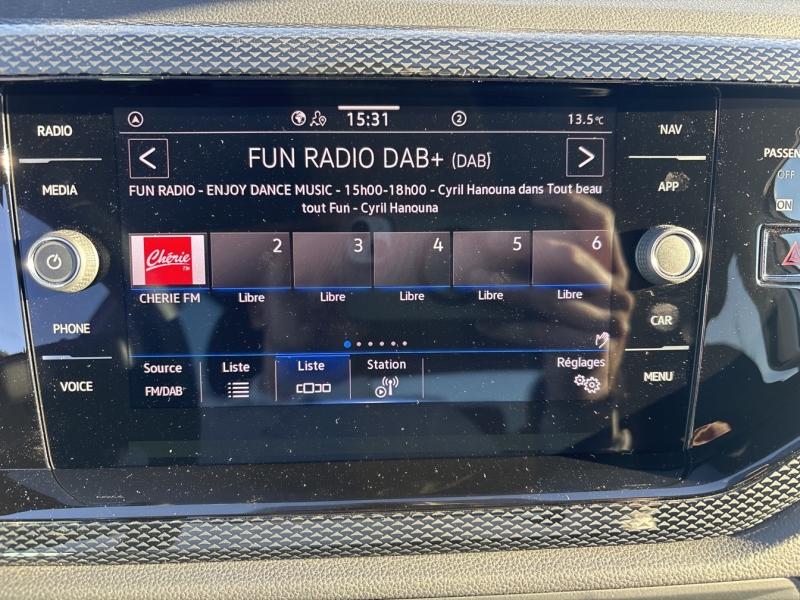 15:31
2
13.5°C
RADIO
NAV
PASSEN
FUN RADIO DAB+ (DAB)
OFF
MEDIA
APP
FUN RADIO - ENJOY DANCE MUSIC - 15h00-18h00 - Cyril Hanouna dans Tout beau
tout Fun - Cyril Hanouna
ON
Chérie
2
3
4
5
6
CHERIE FM
Libre
Libre
Libre
Libre
Libre
PHONE
CAR
Source
Liste
Liste
Station
Réglages
VOICE
FM/DAB
MENU